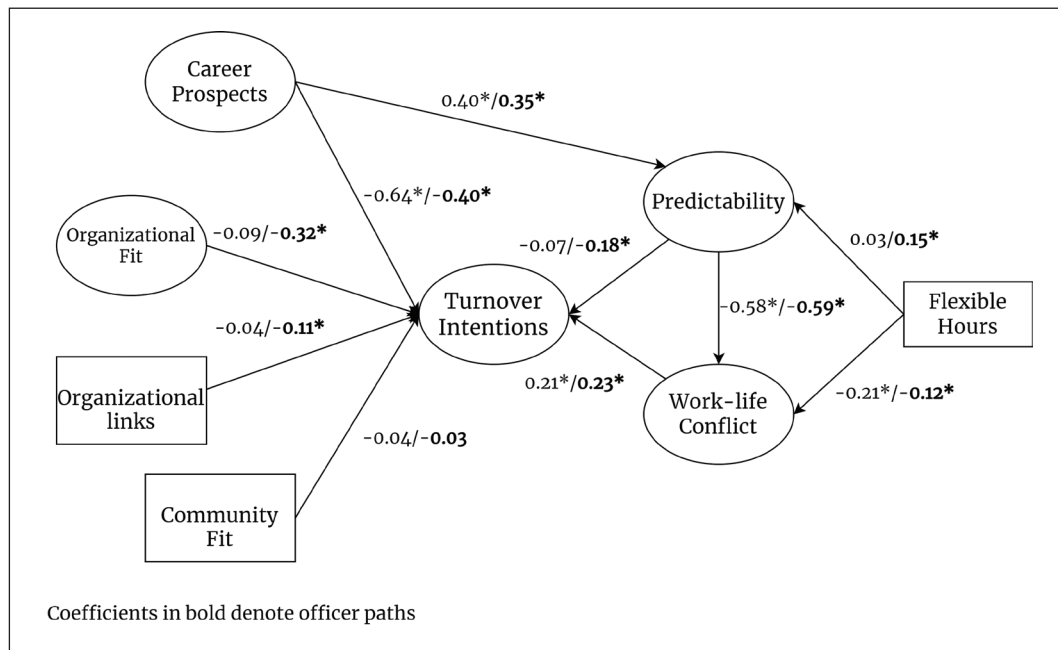 Career
Prospects
0.40*/0.35*
Predictability
-0.64*/-0.40*
Organizational
Fit
-0.09/-0.32*
-0.07/-0.18*
0.03/0.15*
Turnover
Intentions
-0.58*/-0.59*
Flexible
Hours
-0.04/-0.11*
Organizational
links
0.21*/0.23*
Work-life
Conflict
-0.21*/-0.12*
-0.04/-0.03
Community
Fit
Coefficients in bold denote officer paths